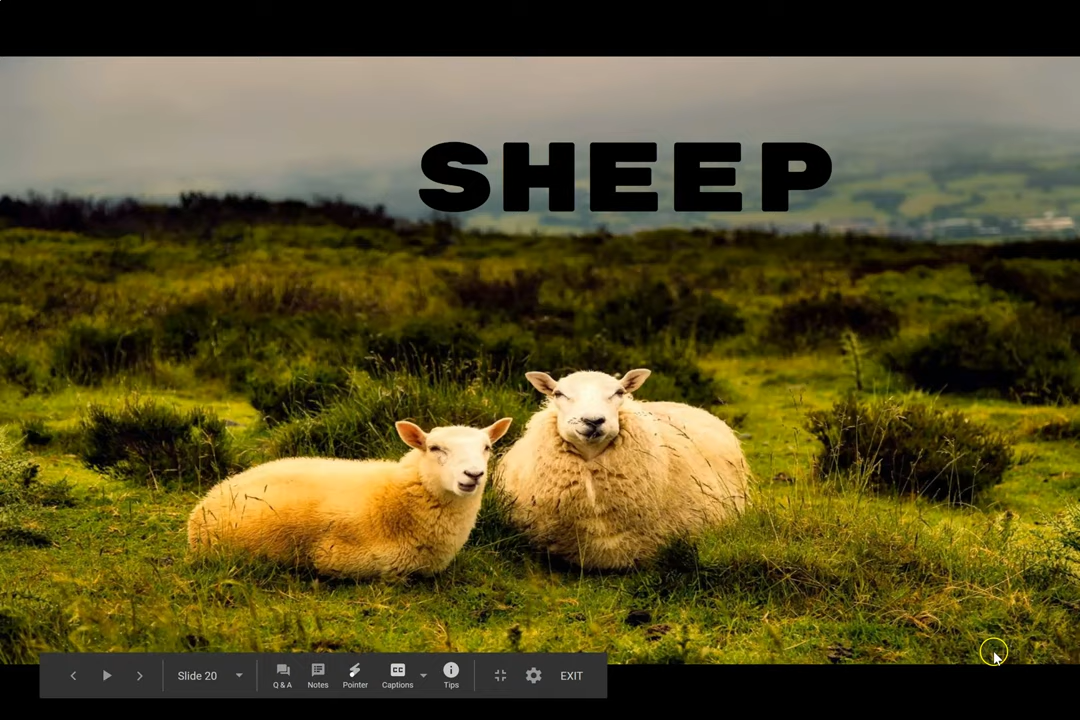 SHEEP
Slide 20
Q & A
Notes
Pointer
CC
Captions
Tips
EXIT